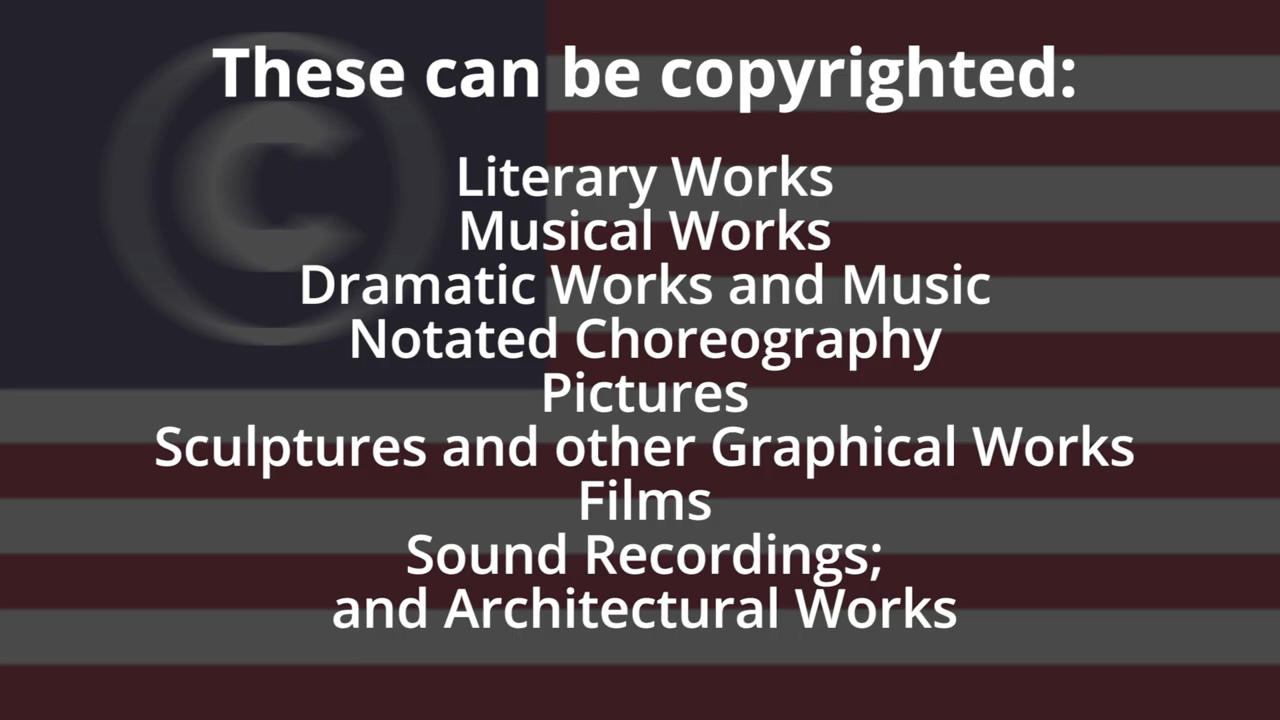 These can be copyrighted:
Literary Works
Musical Works
Dramatic Works and Music
Notated Choreography
Pictures
Sculptures and other Graphical Works
Films
Sound Recordings;
and Architectural Works